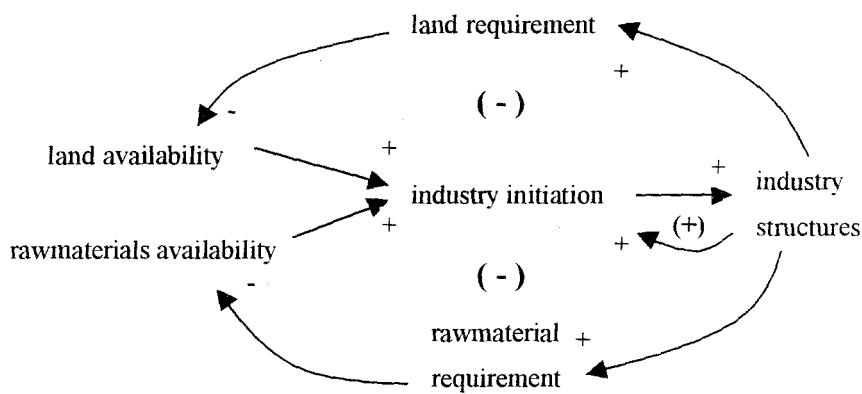 land requirement
+
( - )
-
land availability
+
+
industry
industry initiation
(+)
structures
+
rawmaterials availability
+
( - )
-
rawmaterial +
requirement